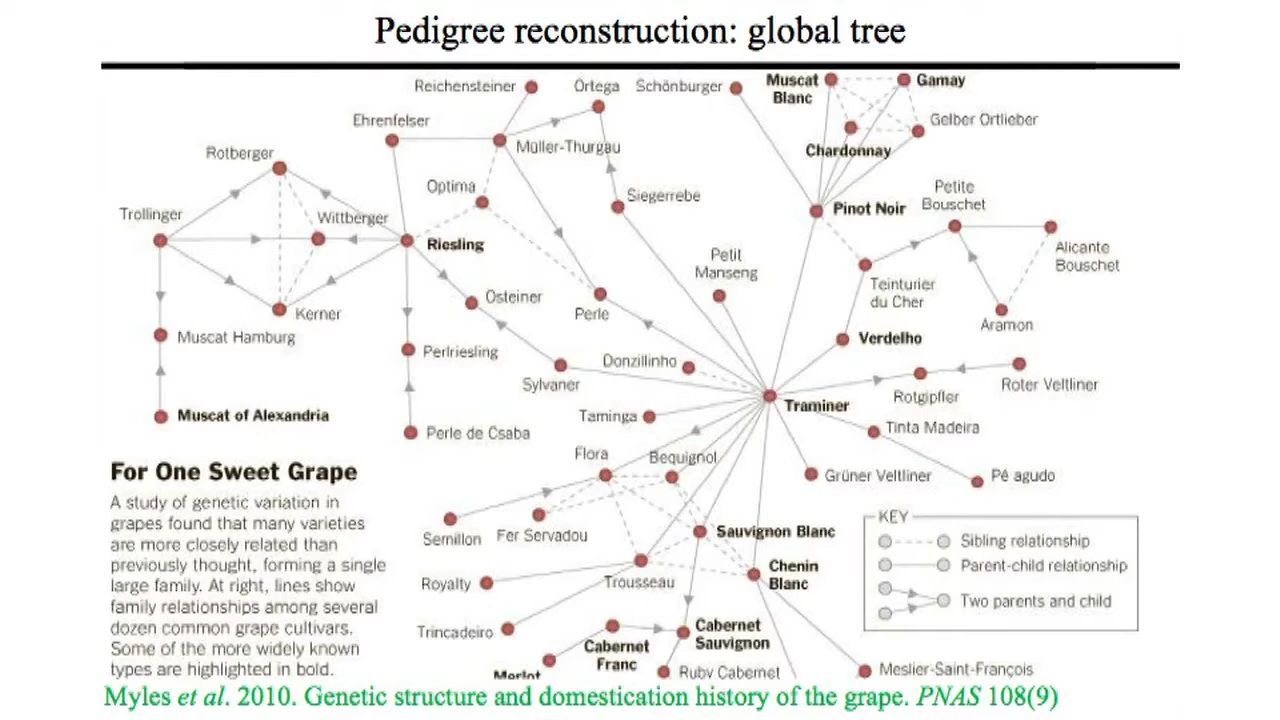 Pedigree reconstruction: global tree
Reichensteiner
Ortega
Schönburger
Muscat
Blanc
Gamay
Ehrenfelser
Gelber Ortlieber
Müller-Thurgau
Chardonnay
Rotberger
Optima
Siegerrebe
Petite
Bouschet
Trollinger
Wittberger
Pinot Noir
Riesling
Alicante
Bouschet
Petit
Manseng
Teinturier
du Cher
Osteiner
Kerner
Perle
Aramon
Muscat Hamburg
Verdelho
Perlriesling
Donzillinho
Sylvaner
Rotgipfler
Roter Veltliner
Traminer
Muscat of Alexandria
Taminga
Perle de Csaba
Tinta Madeira
Flora
Bequignol
Grüner Veltliner
Pé agudo
For One Sweet Grape
A study of genetic variation in
grapes found that many varieties
are more closely related than
previously thought, forming a single
large family. At right, lines show
family relationships among several
dozen common grape cultivars.
Some of the more widely known
types are highlighted in bold.
Semillon
Fer Servadou
Sauvignon Blanc
Chenin
Blanc
Royalty
Trousseau
Trincadeiro
Cabernet
Sauvignon
Cabernet
Franc
Merlot
Ruby Cabernet
Meslier-Saint-François
KEY
Sibling relationship
Parent-child relationship
Two parents and child
Myles et al. 2010. Genetic structure and domestication history of the grape. PNAS 108(9)